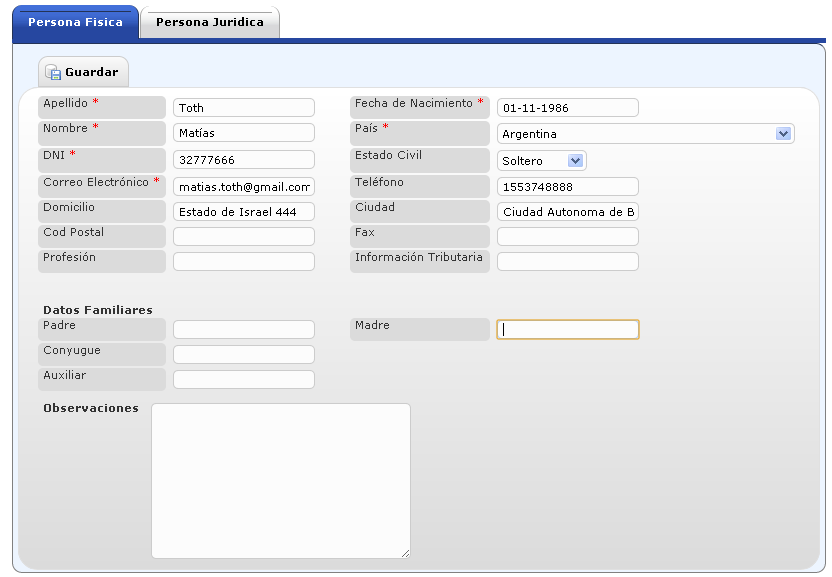 Persona Fisica Persona Juridica
Guardar
Apellido * Toth Fecha de Nacimiento * 01-11-1986
Nombre * Matías País * Argentina
DNI * 32777666 Estado Civil Soltero
Correo Electrónico * matias.toth@gmail.com Teléfono 1553748888
Domicilio Estado de Israel 444 Ciudad Ciudad Autonoma de B
Cod Postal Fax
Profesión Información Tributaria
Datos Familiares
Padre Madre
Conyugue
Auxiliar
Observaciones